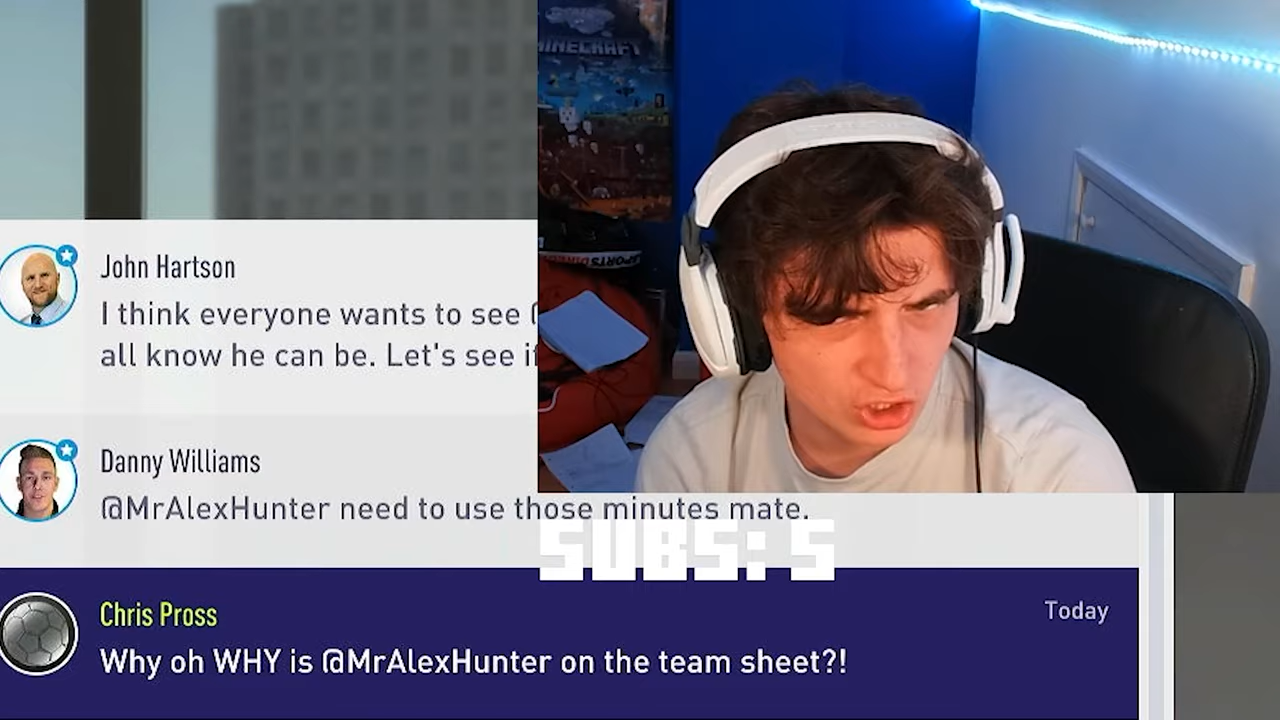 MINECRAFT
SPORTSDIREC
John Hartson
I think everyone wants to see
all know he can be. Let's see if
Danny Williams
@MrAlexHunter need to use those minutes mate.
SUBS: 5
Chris Pross
Today
Why oh WHY is @MrAlexHunter on the team sheet?!